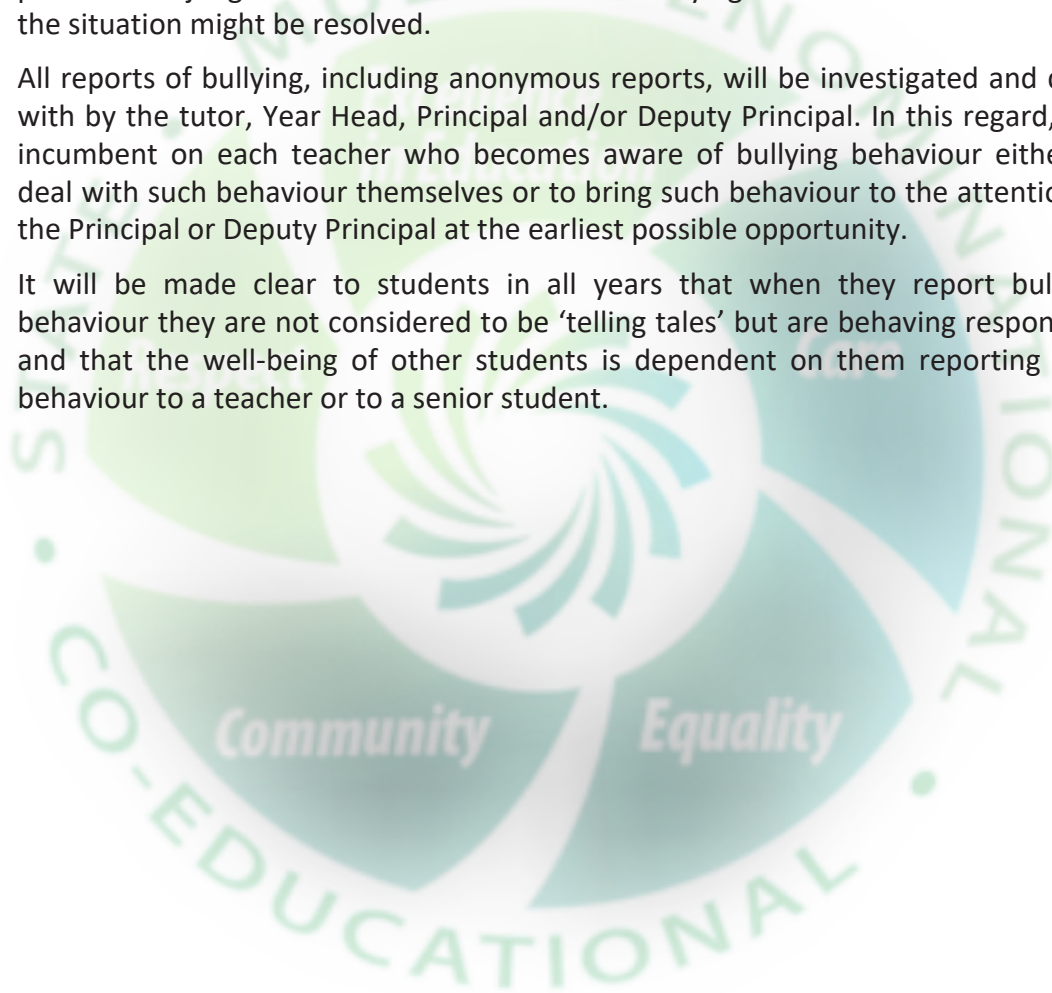 the situation might be resolved.
All reports of bullying, including anonymous reports, will be investigated and
with by the tutor, Year Head, Principal and/or Deputy Principal. In this regard,
incumbent on each teacher who becomes aware of bullying behaviour
deal with such behaviour themselves or to bring such behaviour to the
the Principal or Deputy Principal at the earliest possible opportunity.
It will be made clear to students in all years that when they report
behaviour they are not considered to be ‘telling tales’ but are behaving
and that the well-being of other students is dependent on them reporting
behaviour to a teacher or to a senior student.
in Education
Respect
Care
Community
Equality
STATE
CO-EDUCATIONAL